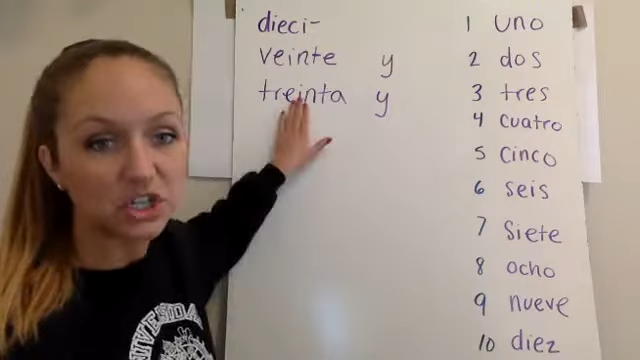 dieci-
veinte y
treinta y
1 uno
2 dos
3 tres
4 cuatro
5 cinco
6 seis
7 siete
8 ocho
9 nueve
10 diez